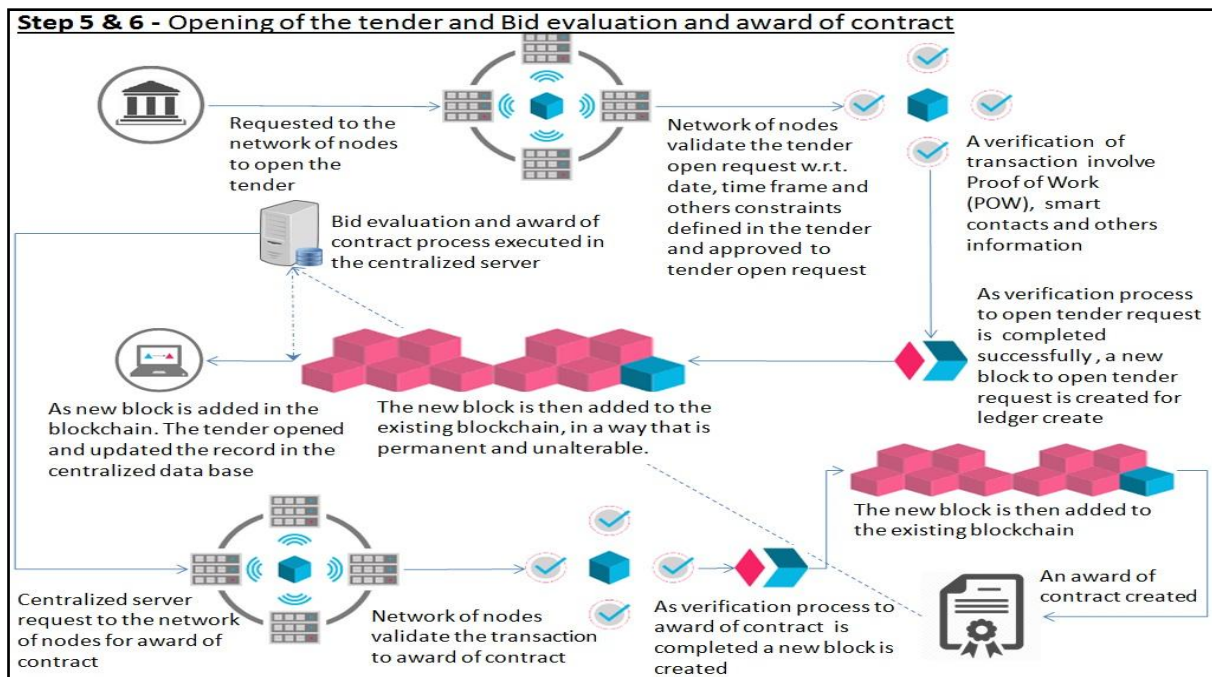 Step 5 & 6 - Opening of the tender and Bid evaluation and award of contract
Requested to the
network of nodes
to open the
tender
Network of nodes
validate the tender
open request w.r.t.
date, time frame and
others constraints
defined in the tender
and approved to
tender open request
A verification of
transaction involve
Proof of Work
(POW), smart
contacts and others
information
Bid evaluation and award of
contract process executed in
the centralized server
As verification process
to open tender request
is completed
successfully , a new
block to open tender
request is created for
ledger create
As new block is added in the
blockchain. The tender opened
and updated the record in the
centralized data base
The new block is then added to the
existing blockchain, in a way that is
permanent and unalterable.
The new block is then added to
the existing blockchain
Centralized server
request to the network
of nodes for award of
contract
Network of nodes
validate the transaction
to award of contract
As verification process to
award of contract is
completed a new block is
created
An award of
contract created